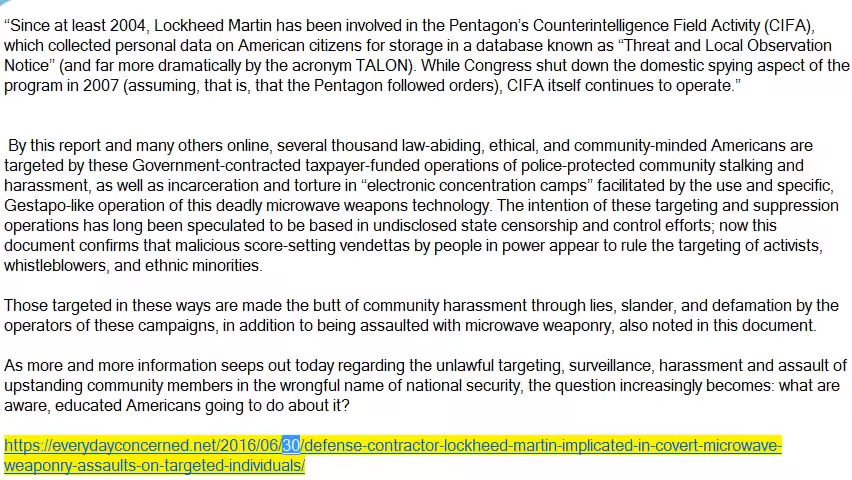 “Since at least 2004, Lockheed Martin has been involved in the Pentagon’s Counterintelligence Field Activity (CIFA),
which collected personal data on American citizens for storage in a database known as “Threat and Local Observation
Notice” (and far more dramatically by the acronym TALON). While Congress shut down the domestic spying aspect of the
program in 2007 (assuming, that is, that the Pentagon followed orders), CIFA itself continues to operate.”
By this report and many others online, several thousand law-abiding, ethical, and community-minded Americans are
targeted by these Government-contracted taxpayer-funded operations of police-protected community stalking and
harassment, as well as incarceration and torture in “electronic concentration camps” facilitated by the use and specific,
Gestapo-like operation of this deadly microwave weapons technology. The intention of these targeting and suppression
operations has long been speculated to be based in undisclosed state censorship and control efforts; now this
document confirms that malicious score-setting vendettas by people in power appear to rule the targeting of activists,
whistleblowers, and ethnic minorities.
Those targeted in these ways are made the butt of community harassment through lies, slander, and defamation by the
operators of these campaigns, in addition to being assaulted with microwave weaponry, also noted in this document.
As more and more information seeps out today regarding the unlawful targeting, surveillance, harassment and assault of
upstanding community members in the wrongful name of national security, the question increasingly becomes: what are
aware, educated Americans going to do about it?
https://everydayconcerned.net/2016/06/30/defense-contractor-lockheed-martin-implicated-in-covert-microwave-
weaponry-assaults-on-targeted-individuals/